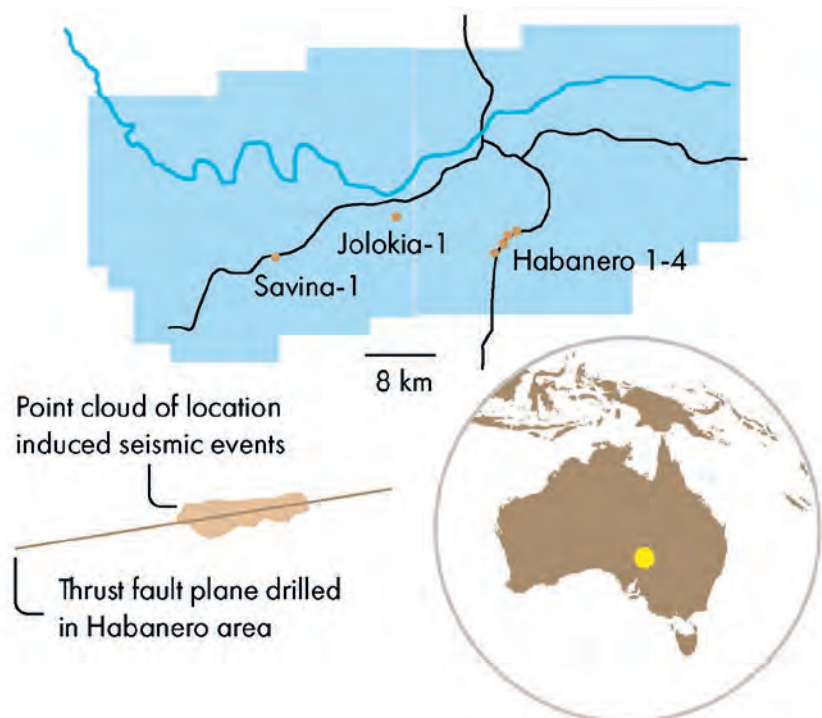 Jolokia-1
Habanero 1-4
Savina-1
8 km
Point cloud of location
induced seismic events
Thrust fault plane drilled
in Habanero area